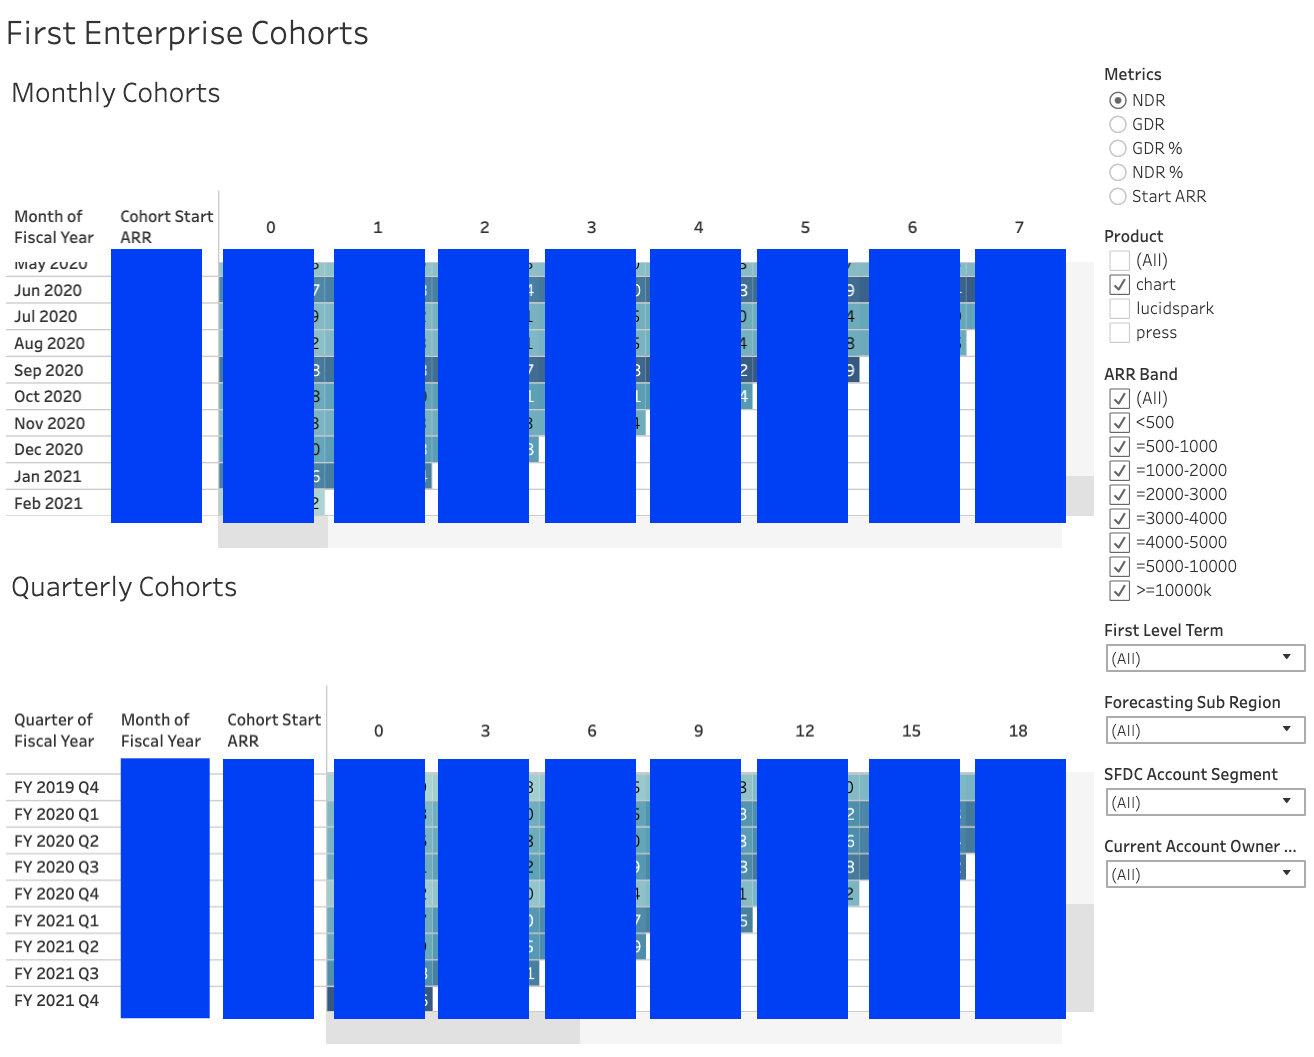 First Enterprise Cohorts
Monthly Cohorts
Month of Fiscal Year
Cohort Start ARR
0 1 2 3 4 5 6 7
May 2020
Jun 2020
Jul 2020
Aug 2020
Sep 2020
Oct 2020
Nov 2020
Dec 2020
Jan 2021
Feb 2021
Quarterly Cohorts
Quarter of Fiscal Year
Month of Fiscal Year
Cohort Start ARR
0 3 6 9 12 15 18
FY 2019 Q4
FY 2020 Q1
FY 2020 Q2
FY 2020 Q3
FY 2020 Q4
FY 2021 Q1
FY 2021 Q2
FY 2021 Q3
FY 2021 Q4
Metrics
NDR
GDR
GDR %
NDR %
Start ARR
Product
(All)
chart
lucidspark
press
ARR Band
(All)
<500
=500-1000
=1000-2000
=2000-3000
=3000-4000
=4000-5000
=5000-10000
>=10000k
First Level Term
(All)
Forecasting Sub Region
(All)
SFDC Account Segment
(All)
Current Account Owner ...
(All)